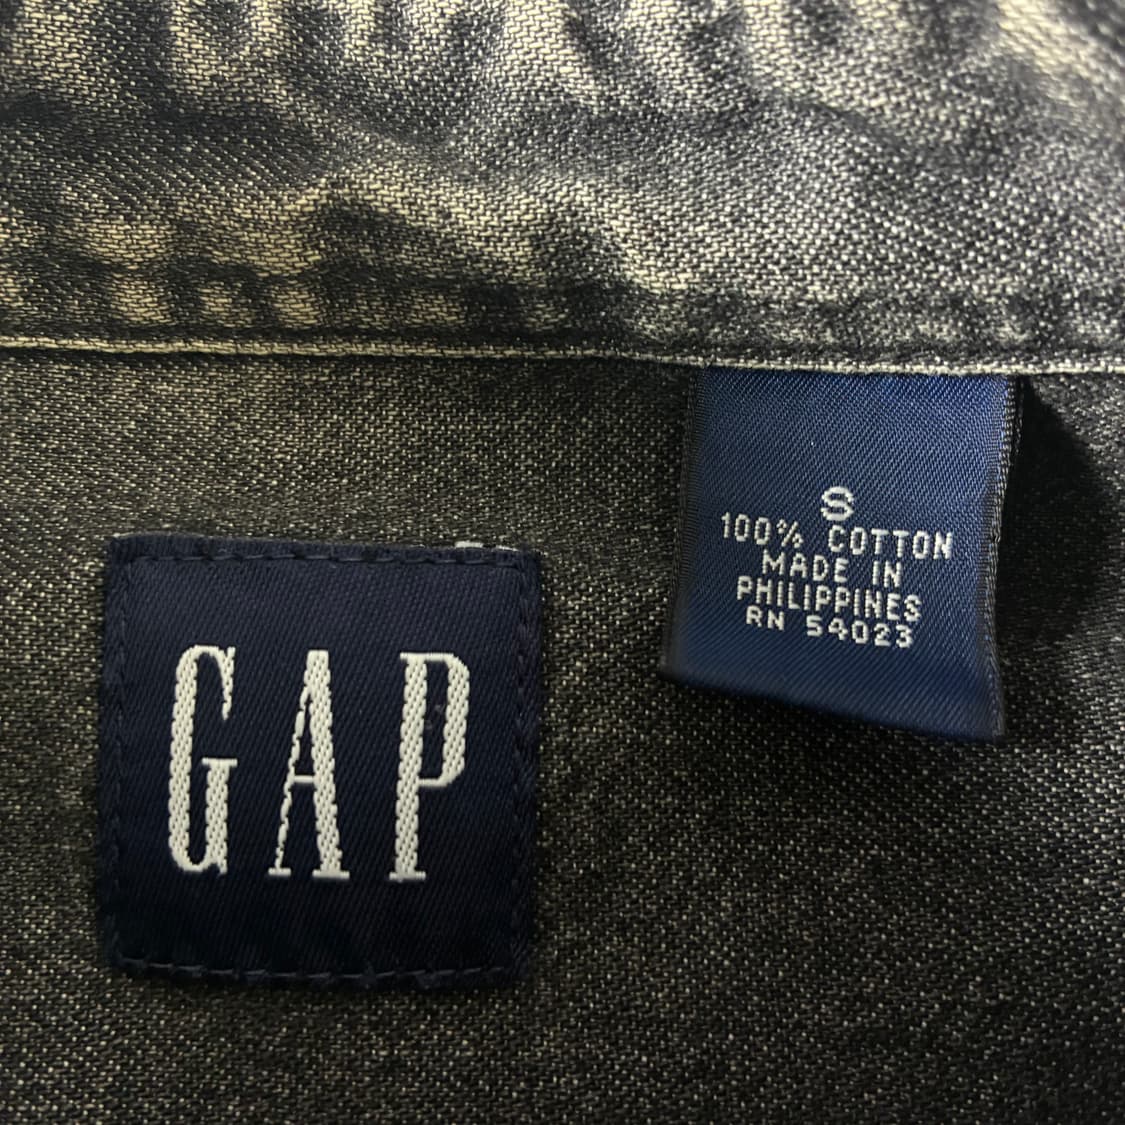 GAP
S
100% COTTON
MADE IN
PHILIPPINES
RN 54023